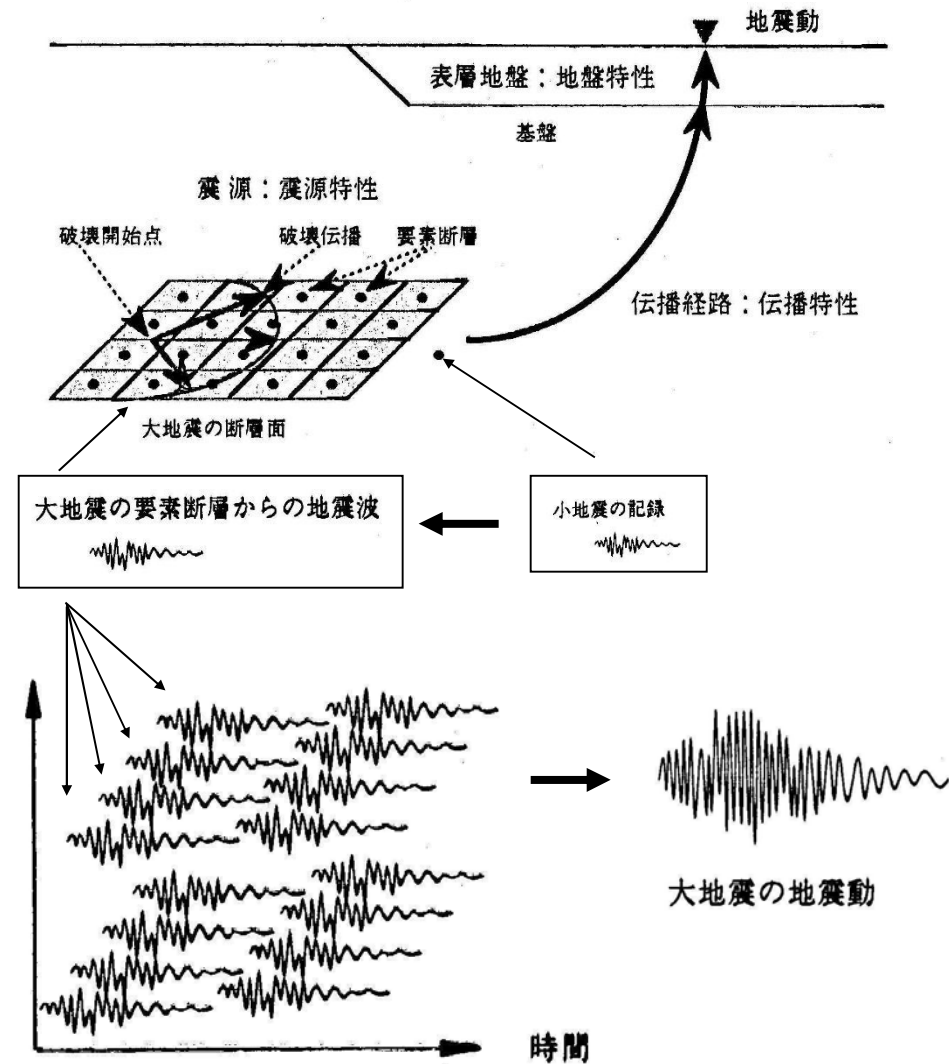 地震動
表層地盤：地盤特性
基盤
震源：震源特性
破壊開始点
破壊伝播
要素断層
伝播経路：伝播特性
大地震の断層面
大地震の要素断層からの地震波
小地震の記録
大地震の地震動
時間